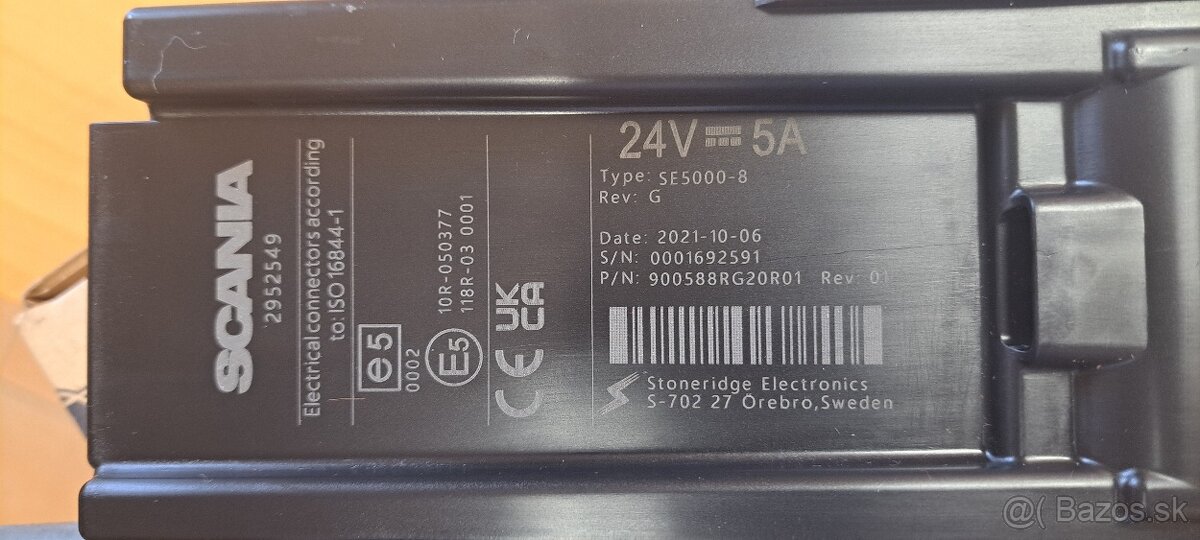 SCANIA
2952549
Electrical connectors according
to: ISO 16844-1
e5
0002
E5
10R-050377
118R-03 0001
CE UK
CA
24V 5A
Type: SE5000-8
Rev: G
Date: 2021-10-06
S/N: 0001692591
P/N: 900588RG20R01 Rev: 01
Stoneridge Electronics
S-702 27 Örebro, Sweden
@ Bazos.sk